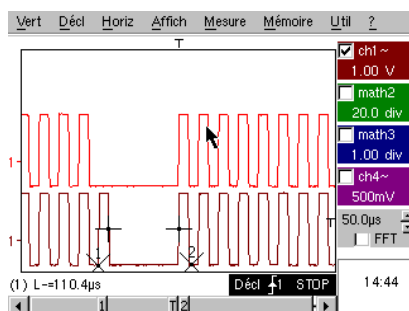 Vert Décl Horiz Affich Mesure Mémoire Util ?
T
ch1~
1.00 V
math2
20.0 div
math3
1.00 div
ch4~
500mV
50.0µs
FFT
1
1
T
1 2
(1) L-=110.4µs Décl 1 STOP
14:44
1 T 2